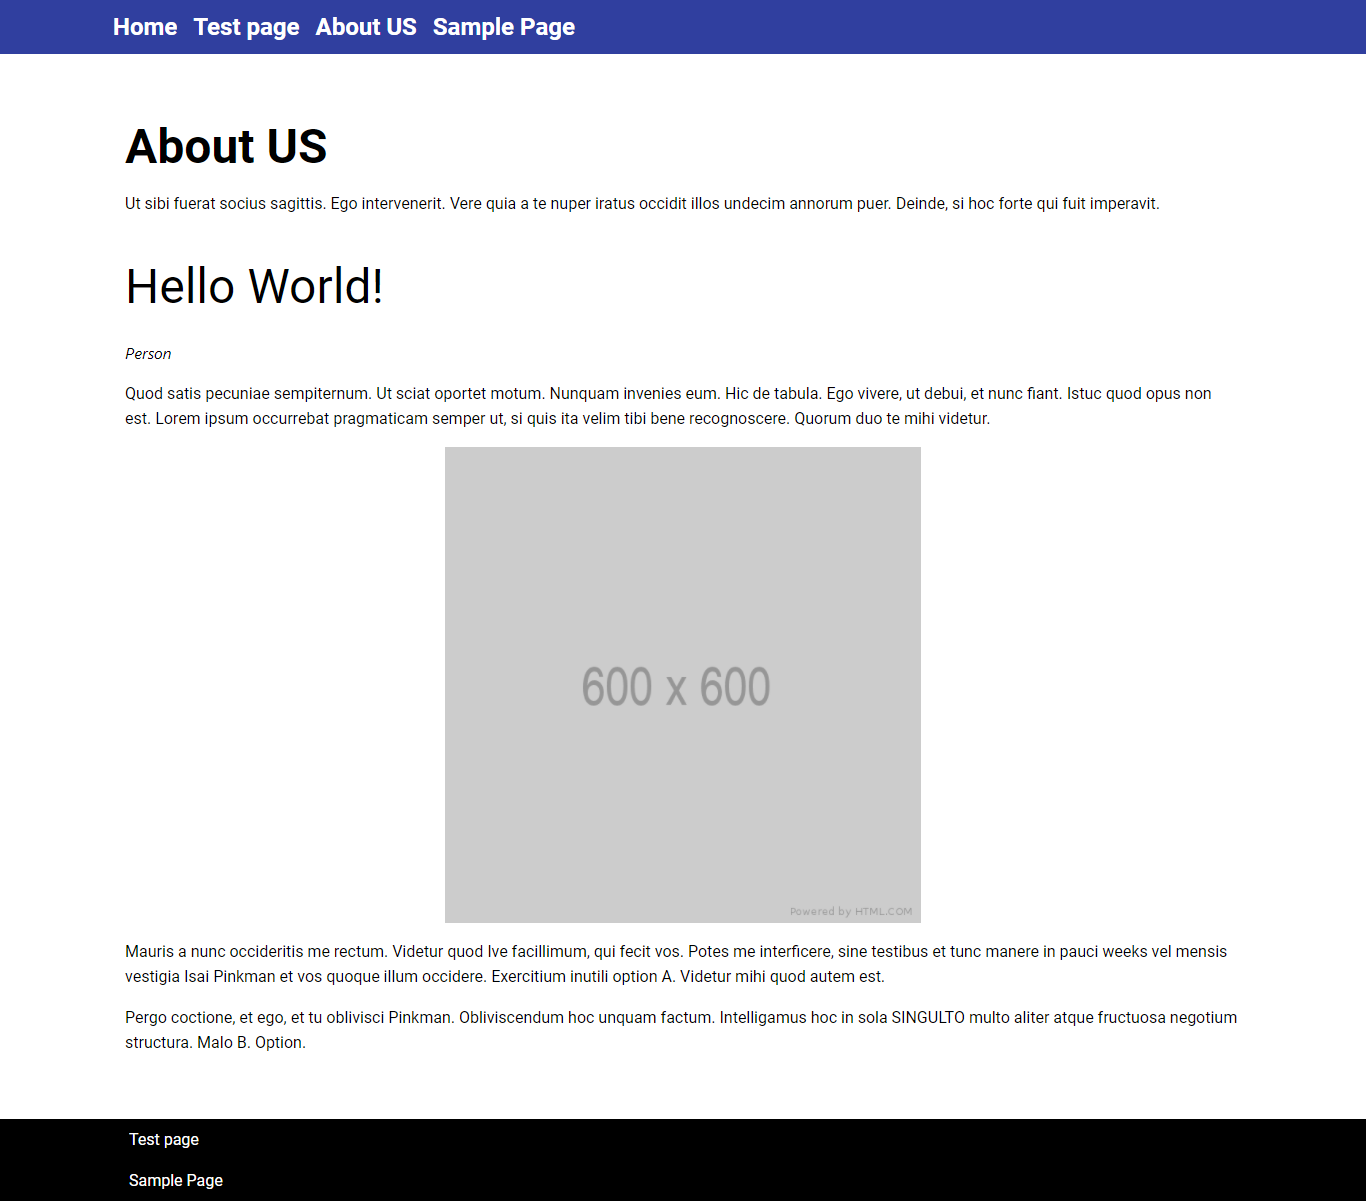 Home Test page About US Sample Page
About US
Ut sibi fuerat socius sagittis. Ego intervenerit. Vere quia a te nuper iratus occidit illos undecim annorum puer. Deinde, si hoc forte qui fuit imperavit.
Hello World!
Person
Quod satis pecuniae sempiternum. Ut sciat oportet motum. Nunquam invenies eum. Hic de tabula. Ego vivere, ut debui, et nunc fiant. Istuc quod opus non
est. Lorem ipsum occurrebat pragmaticam semper ut, si quis ita velim tibi bene recognoscere. Quorum duo te mihi videtur.
600 x 600
Powered by HTML.COM
Mauris a nunc occideritis me rectum. Videtur quod Ive facillimum, qui fecit vos. Potes me interficere, sine testibus et tunc manere in pauci weeks vel mensis
vestigia Isai Pinkman et vos quoque illum occidere. Exercitium inutili option A. Videtur mihi quod autem est.
Pergo coctione, et ego, et tu oblivisci Pinkman. Obliviscendum hoc unquam factum. Intelligamus hoc in sola SINGULTO multo aliter atque fructuosa negotium
structura. Malo B. Option.
Test page
Sample Page